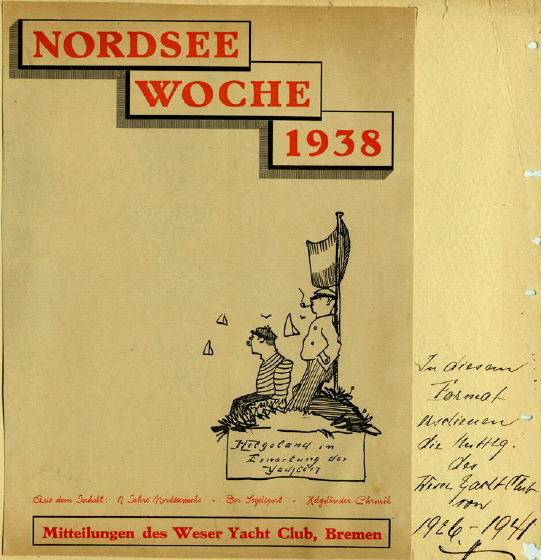 NORDSEE
WOCHE
1938
Helgoland in
Erwartung der
Yachten
Aus dem Inhalt: 12 Jahre Nordseewoche - Der Segelsport - Helgoländer Chronik
Mitteilungen des Weser Yacht Club, Bremen
In diesem
Format
erschienen
die Mittlg.
des
Weser Yacht Club
von
1926-1941